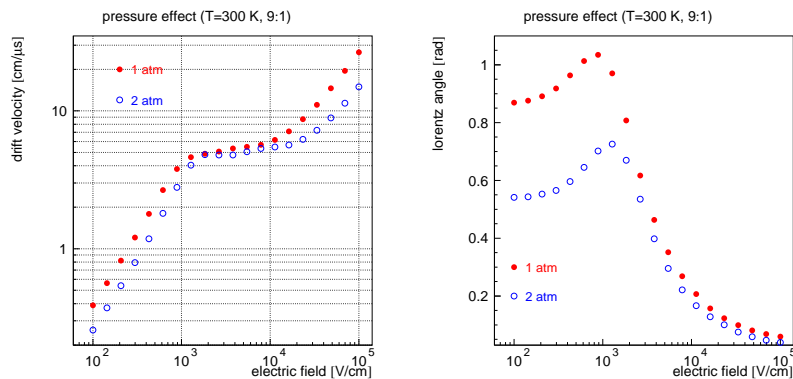 pressure effect (T=300 K, 9:1)
drift velocity [cm/μs]
1 atm
2 atm
10
1
10^2
10^3
10^4
10^5
electric field [V/cm]
pressure effect (T=300 K, 9:1)
lorentz angle [rad]
1
0.8
0.6
0.4
0.2
1 atm
2 atm
10^2
10^3
10^4
10^5
electric field [V/cm]